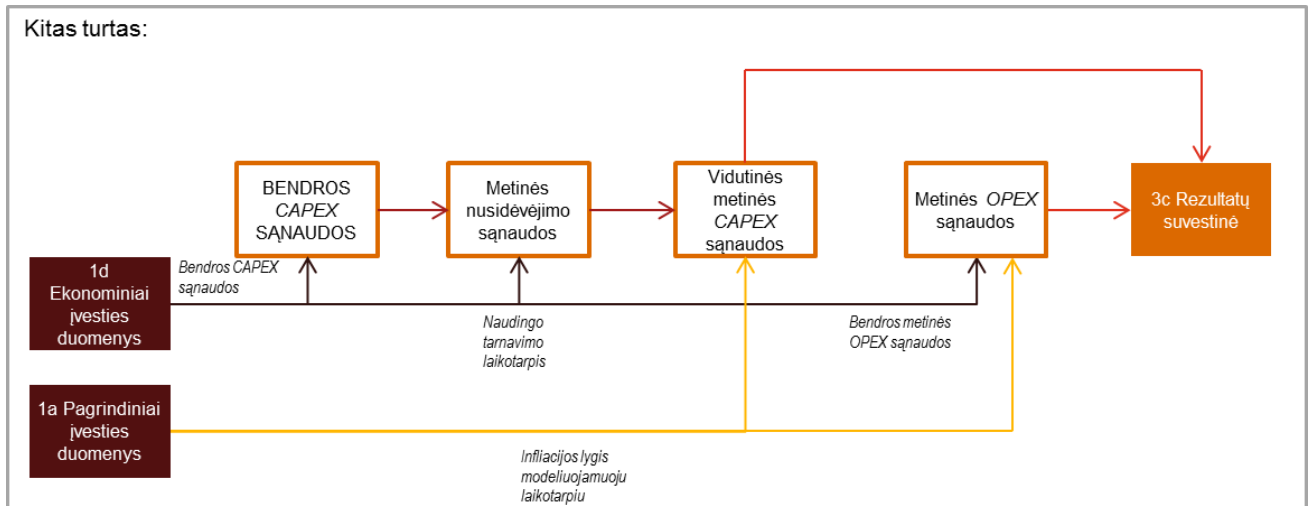 Kitas turtas:
BENDROS
CAPEX
SĄNAUDOS
Metinės
nusidėvėjimo
sąnaudos
Vidutinės
metinės
CAPEX
sąnaudos
Metinės OPEX
sąnaudos
3c Rezultatų
suvestinė
1d
Ekonominiai
įvesties
duomenys
Bendros CAPEX
sąnaudos
Naudingo
tarnavimo
laikotarpis
Bendros metinės
OPEX sąnaudos
1a Pagrindiniai
įvesties
duomenys
Infliacijos lygis
modeliuojamuoju
laikotarpiu